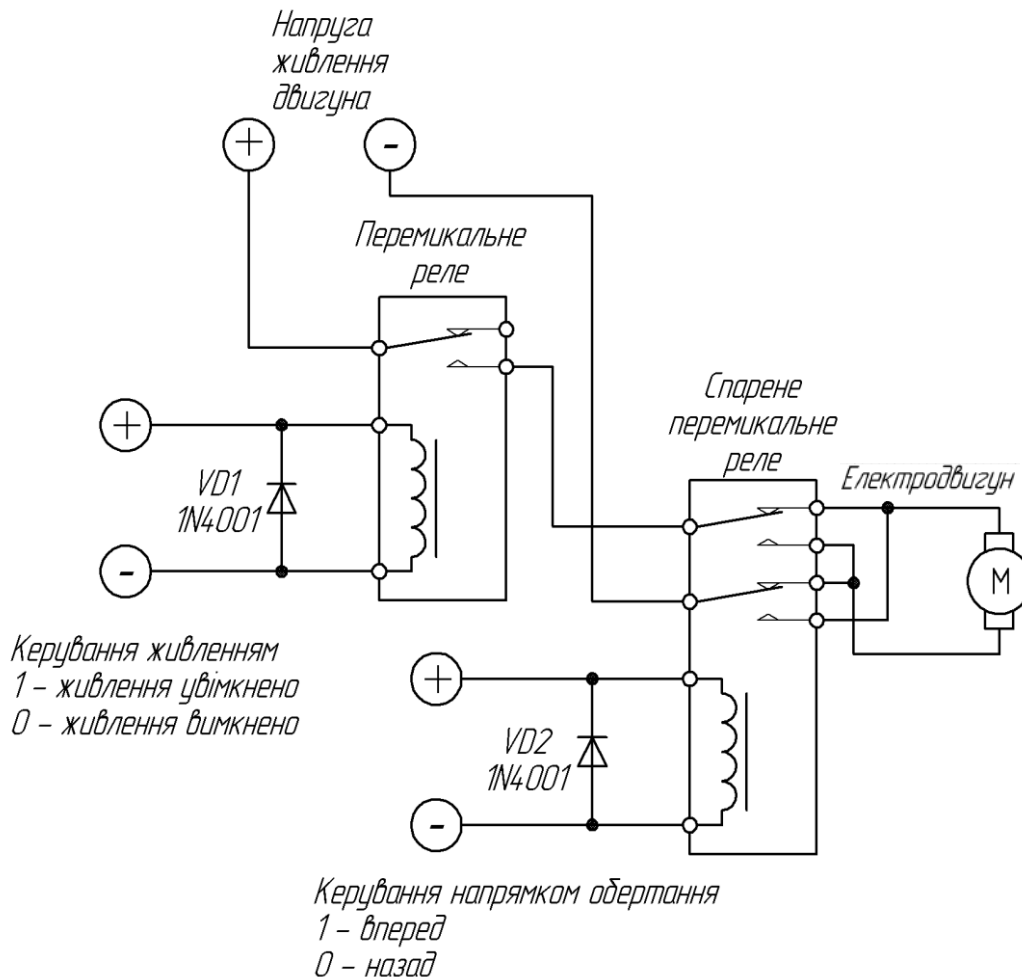 Напруга
живлення
двигуна
+
-
Перемикальне
реле
+
VD1
1N4001
-
Керування живленням
1 - живлення увімкнено
0 - живлення вимкнено
Спарене
перемикальне
реле
Електродвигун
M
+
VD2
1N4001
-
Керування напрямком обертання
1 - вперед
0 - назад